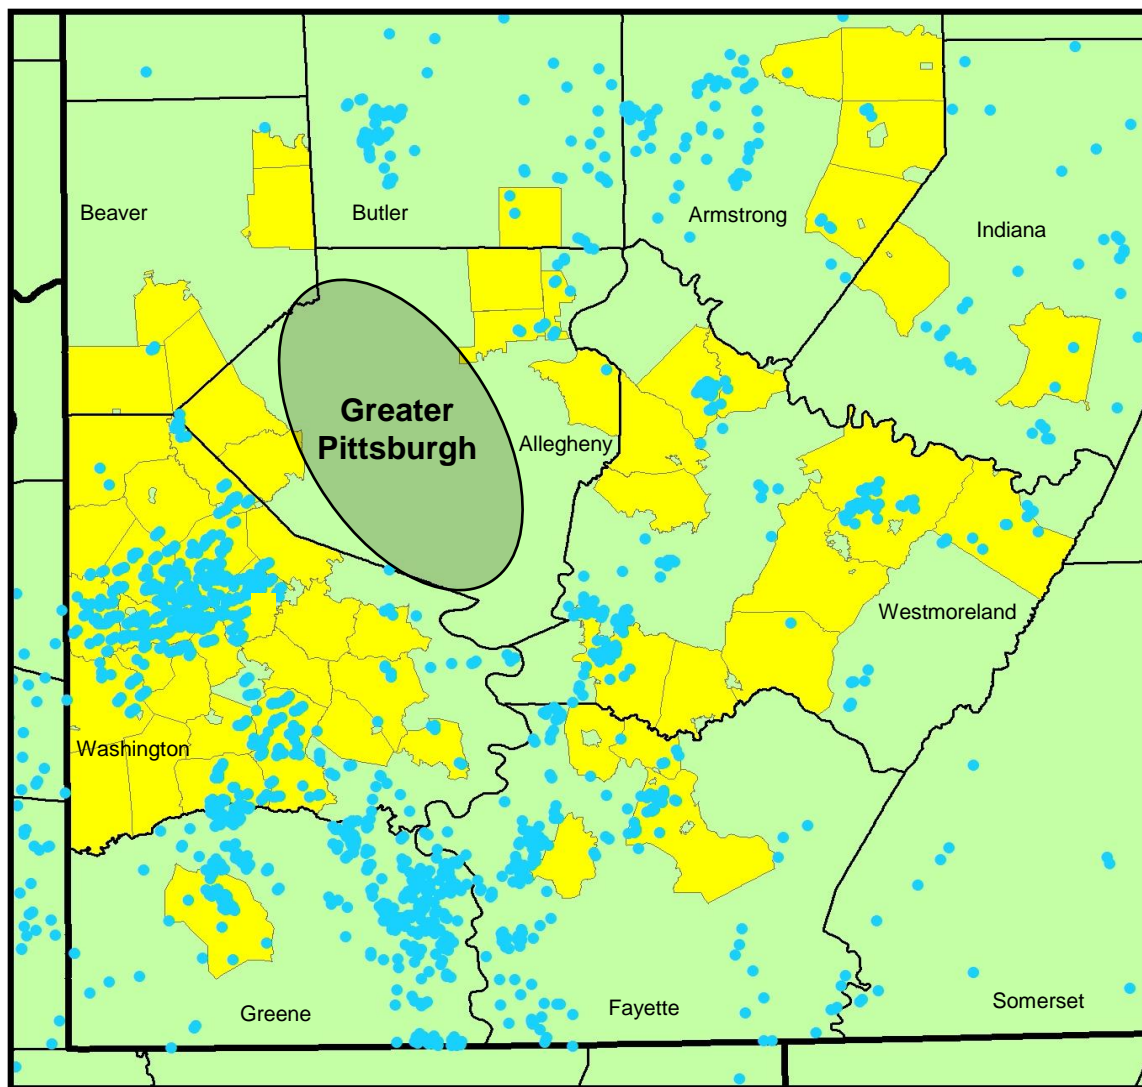 Beaver
Butler
Armstrong
Indiana
Greater
Pittsburgh
Allegheny
Westmoreland
Washington
Greene
Fayette
Somerset